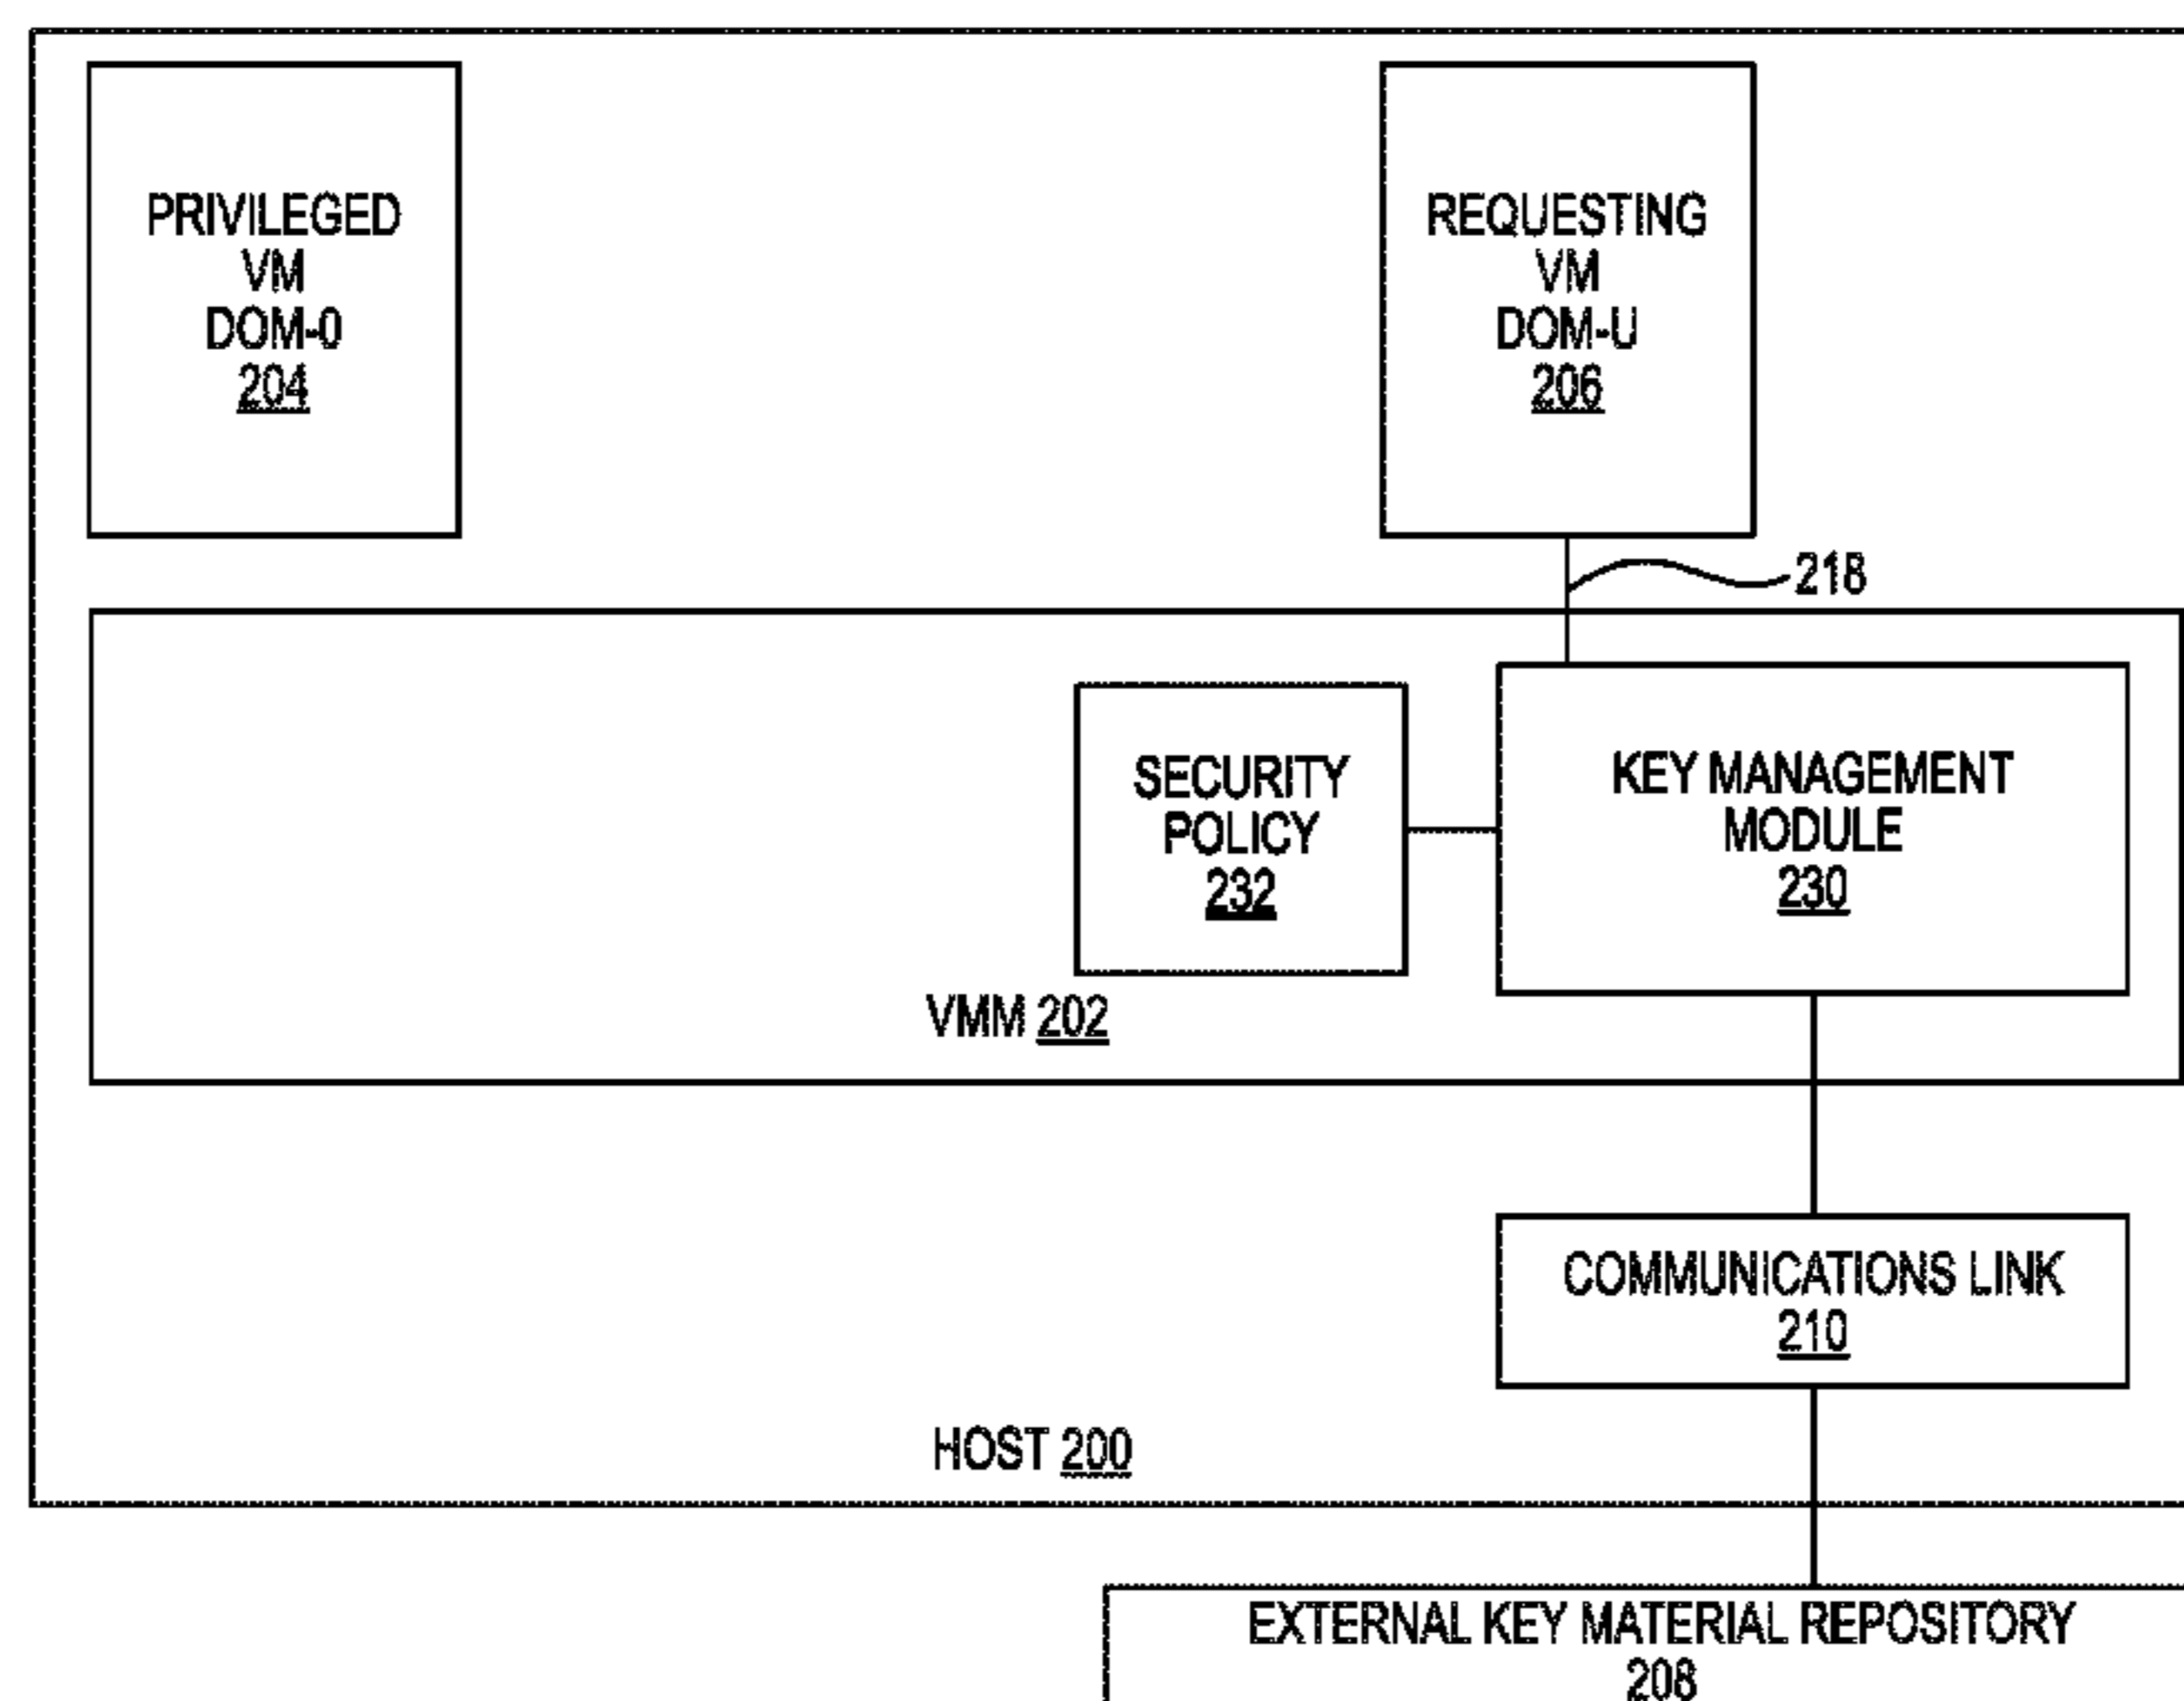 PRIVILEGED
VM
DOM-0
204
REQUESTING
VM
DOM-U
206
218
SECURITY
POLICY
232
KEY MANAGEMENT
MODULE
230
VMM 202
COMMUNICATIONS LINK
210
HOST 200
EXTERNAL KEY MATERIAL REPOSITORY
208